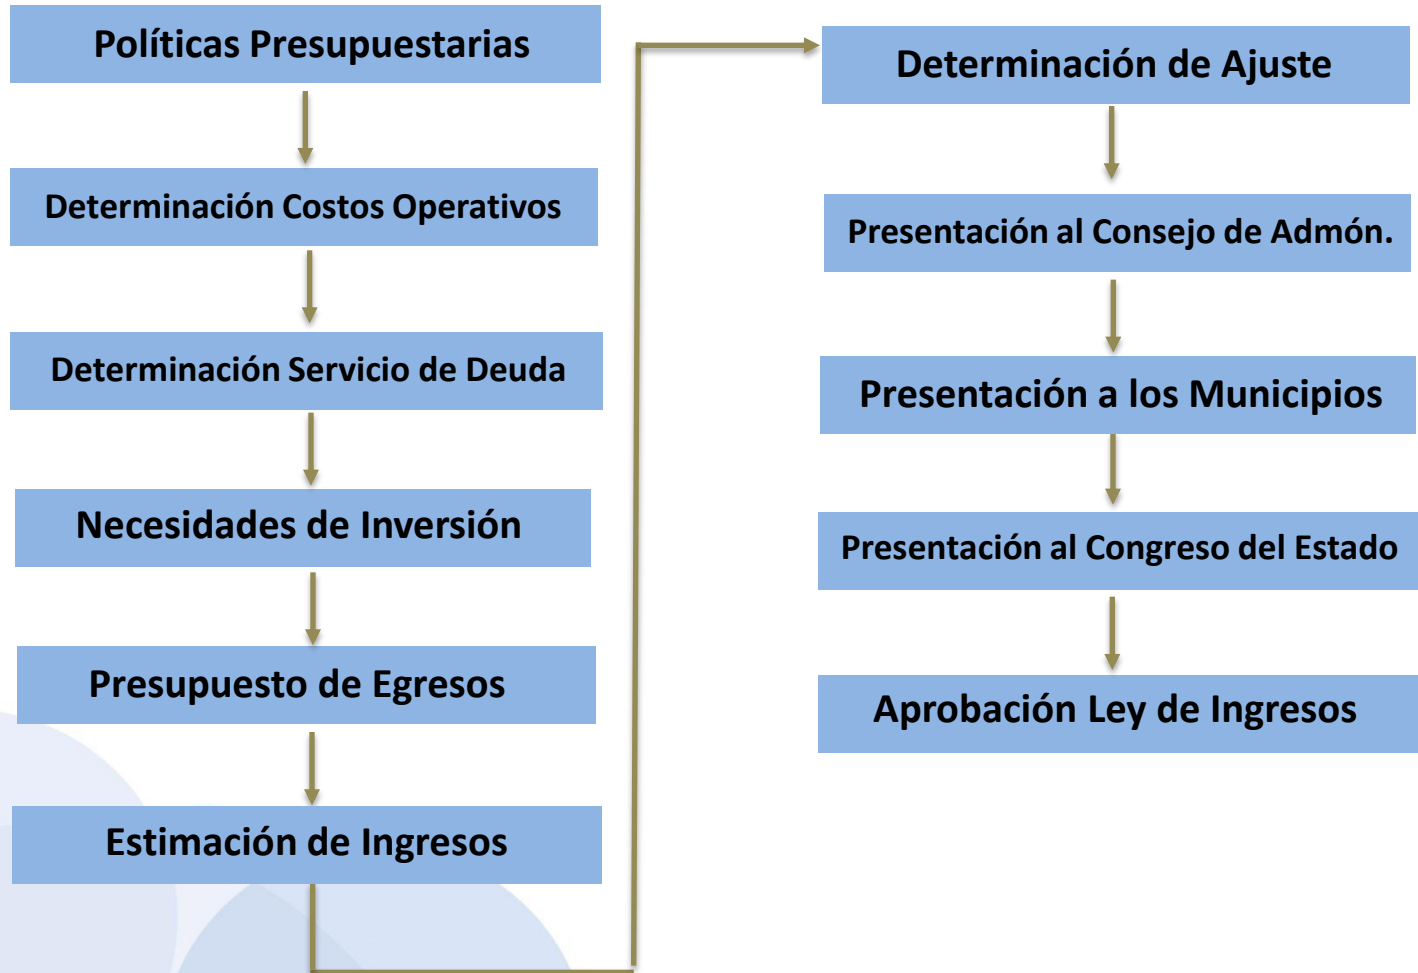 Políticas Presupuestarias
Determinación Costos Operativos
Determinación Servicio de Deuda
Necesidades de Inversión
Presupuesto de Egresos
Estimación de Ingresos
Determinación de Ajuste
Presentación al Consejo de Admón.
Presentación a los Municipios
Presentación al Congreso del Estado
Aprobación Ley de Ingresos